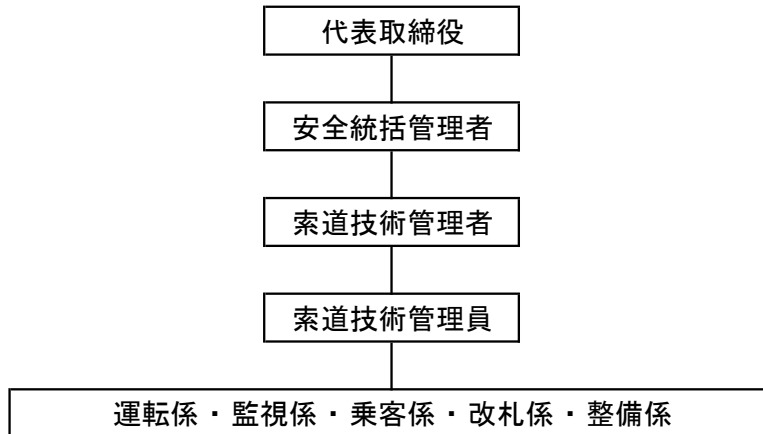 代表取締役
安全統括管理者
索道技術管理者
索道技術管理員
運転係・監視係・乗客係・改札係・整備係